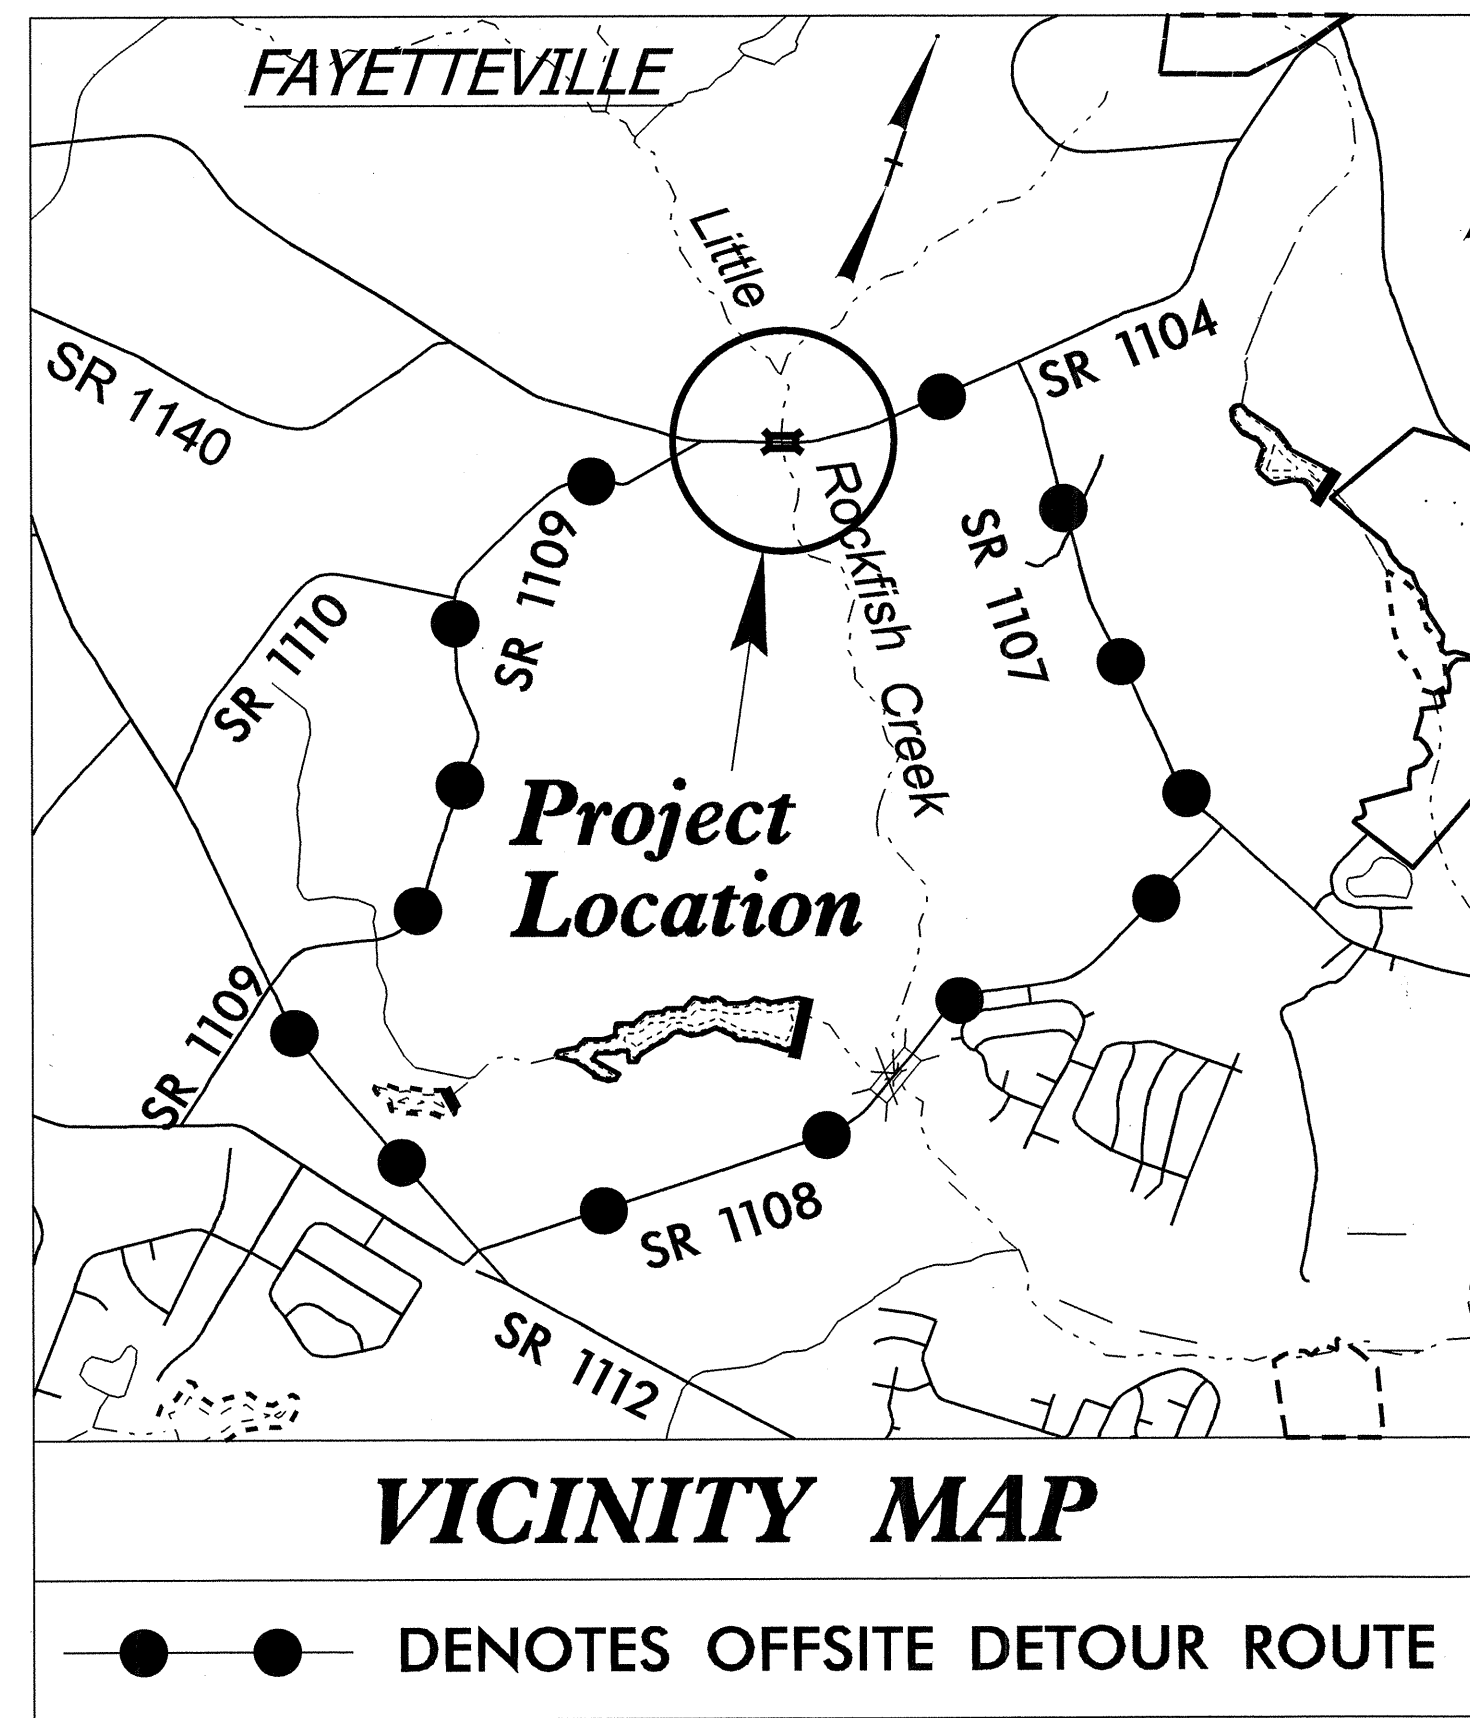 FAYETTEVILLE
Little
SR 1104
SR 1140
Rockfish Creek
SR 1109
SR 1107
SR 1110
Project
Location
SR 1109
SR 1108
SR 1112
VICINITY MAP
DENOTES OFFSITE DETOUR ROUTE